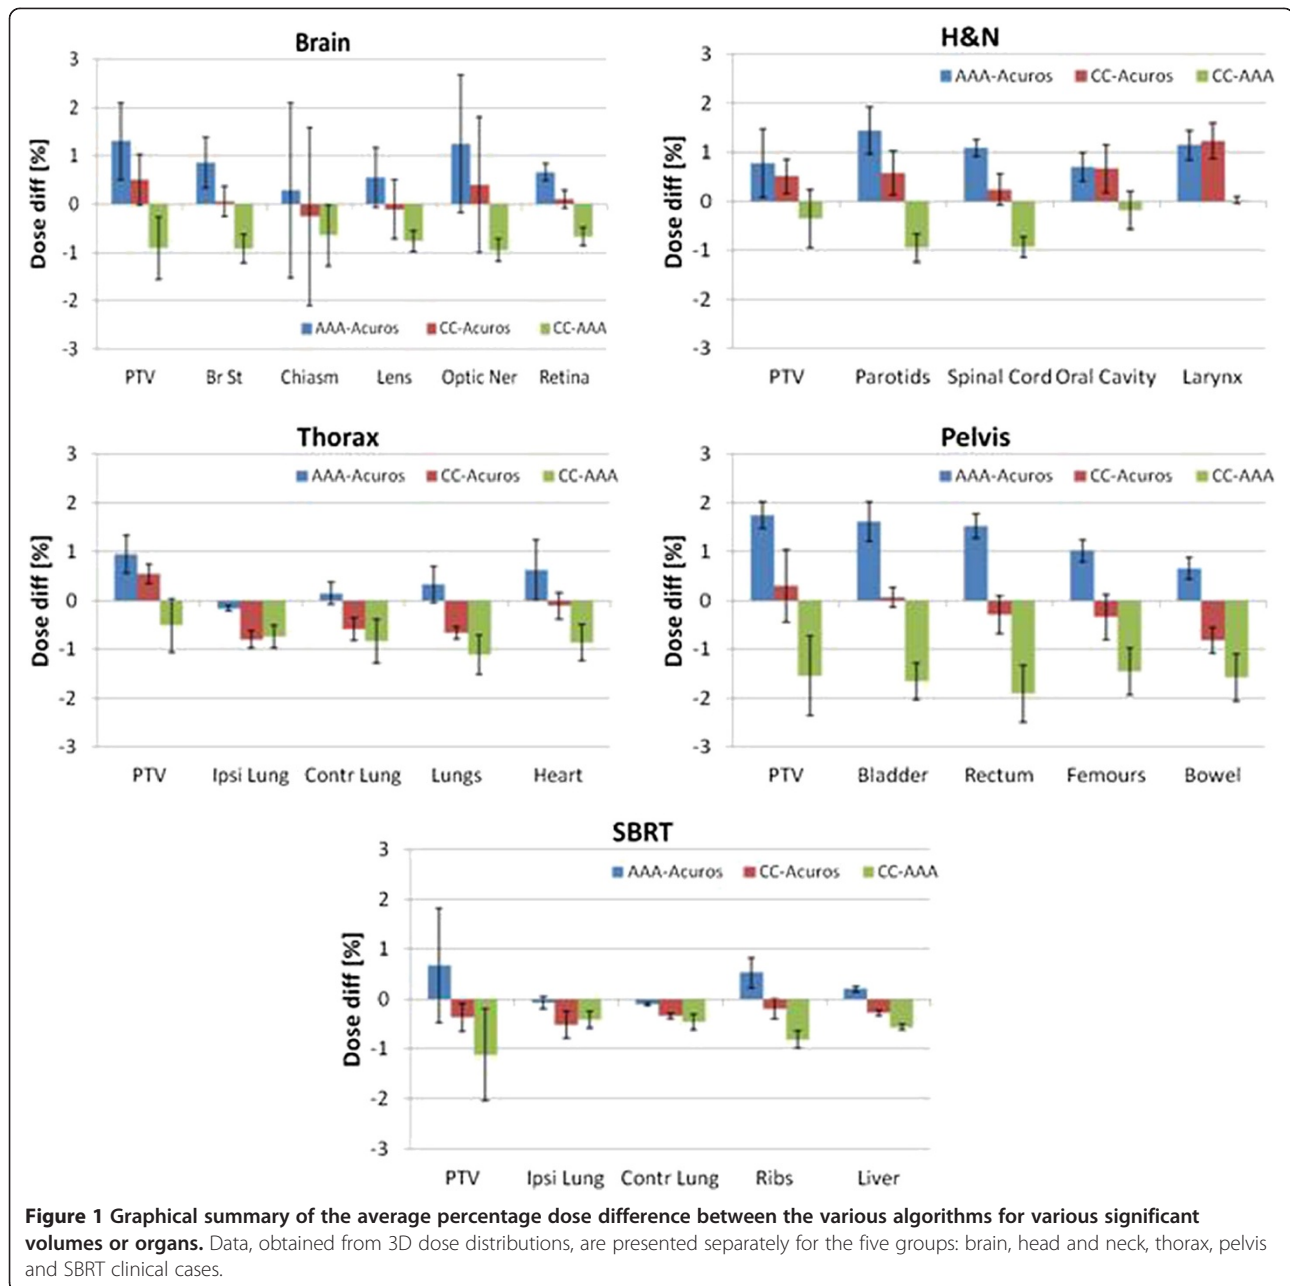 Brain
3
2
1
0
-1
-2
-3
Dose diff [%]
AAA-Acuros CC-Acuros CC-AAA
PTV Br St Chiasm Lens Optic Ner Retina
H&N
3
2
1
0
-1
-2
-3
Dose diff [%]
AAA-Acuros CC-Acuros CC-AAA
PTV Parotids Spinal Cord Oral Cavity Larynx
Thorax
3
2
1
0
-1
-2
-3
Dose diff [%]
AAA-Acuros CC-Acuros CC-AAA
PTV Ipsi Lung Contr Lung Lungs Heart
Pelvis
3
2
1
0
-1
-2
-3
Dose diff [%]
AAA-Acuros CC-Acuros CC-AAA
PTV Bladder Rectum Femours Bowel
SBRT
3
2
1
0
-1
-2
-3
Dose diff [%]
AAA-Acuros CC-Acuros CC-AAA
PTV Ipsi Lung Contr Lung Ribs Liver
Figure 1 Graphical summary of the average percentage dose difference between the various algorithms for various significant
volumes or organs. Data, obtained from 3D dose distributions, are presented separately for the five groups: brain, head and neck, thorax, pelvis
and SBRT clinical cases.